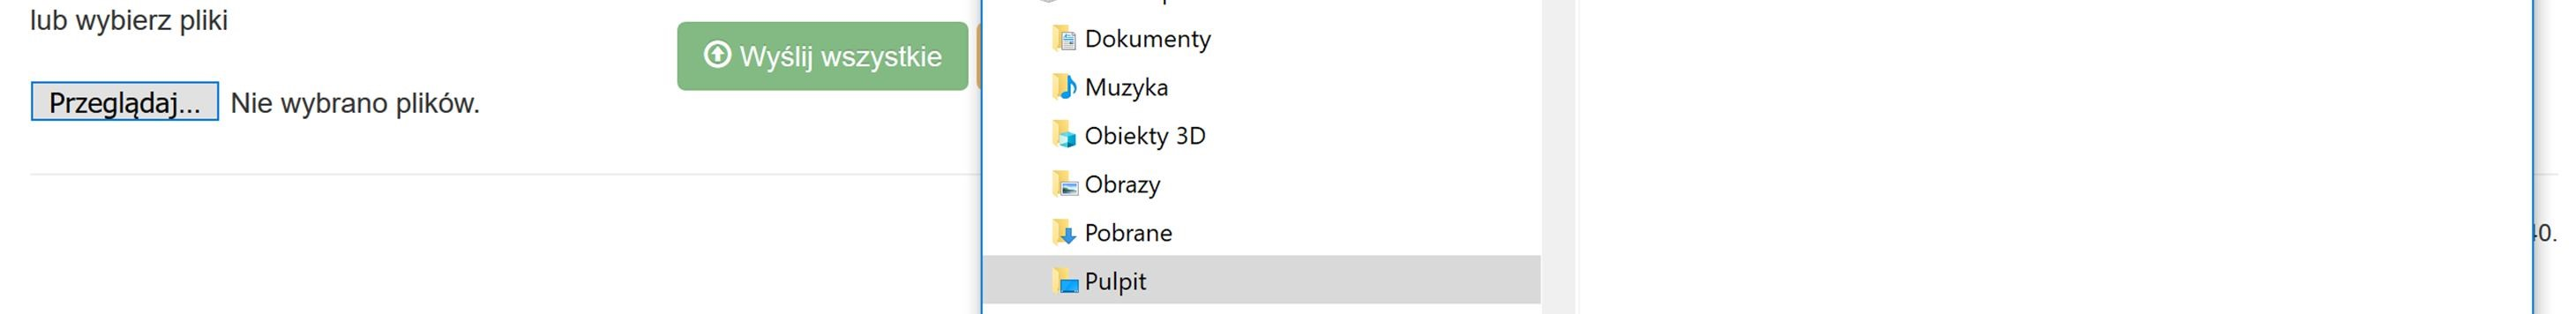 lub wybierz pliki
Wyślij wszystkie
Przeglądaj... Nie wybrano plików.
Dokumenty
Muzyka
Obiekty 3D
Obrazy
Pobrane
Pulpit